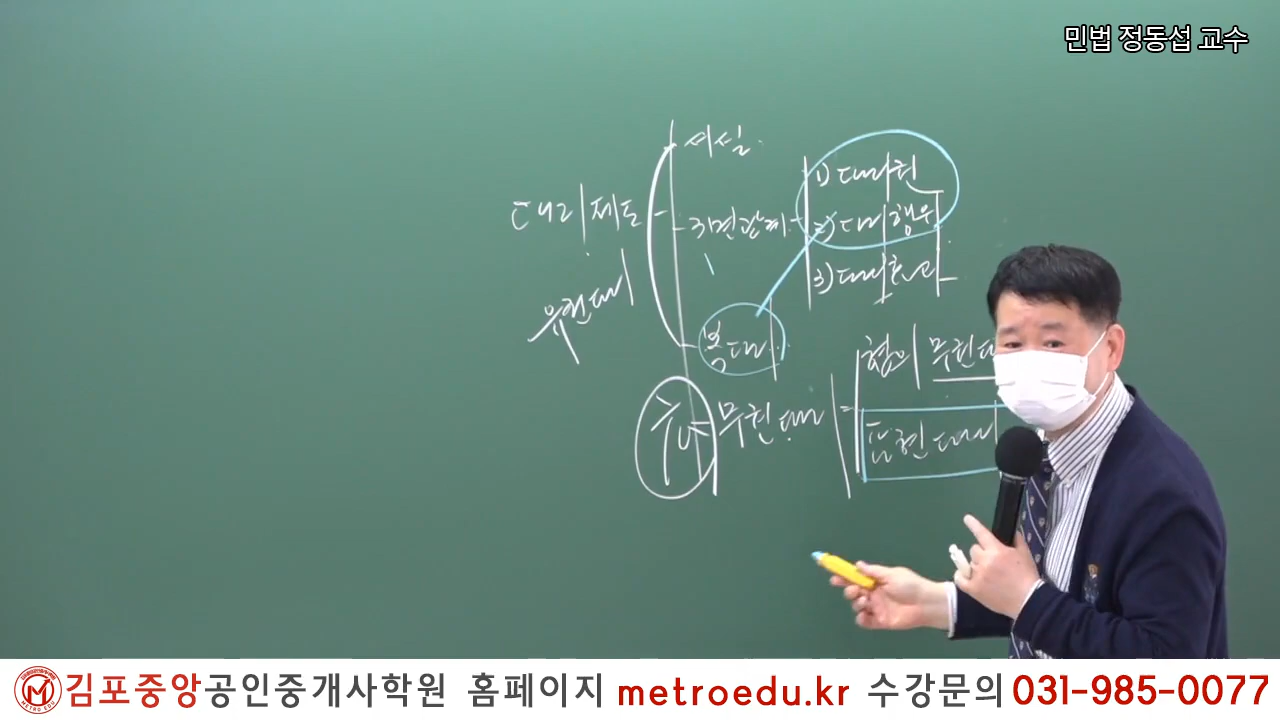 민법 정동섭 교수
서설.
1) 대리권
대리제도
3면관계
2) 대리행위
3) 대리효과
유권대리
복대리
협의 무권대
무권대리
표현대리
METRO EDU
김포중앙공인중개사학원 홈페이지 metroedu.kr 수강문의 031-985-0077